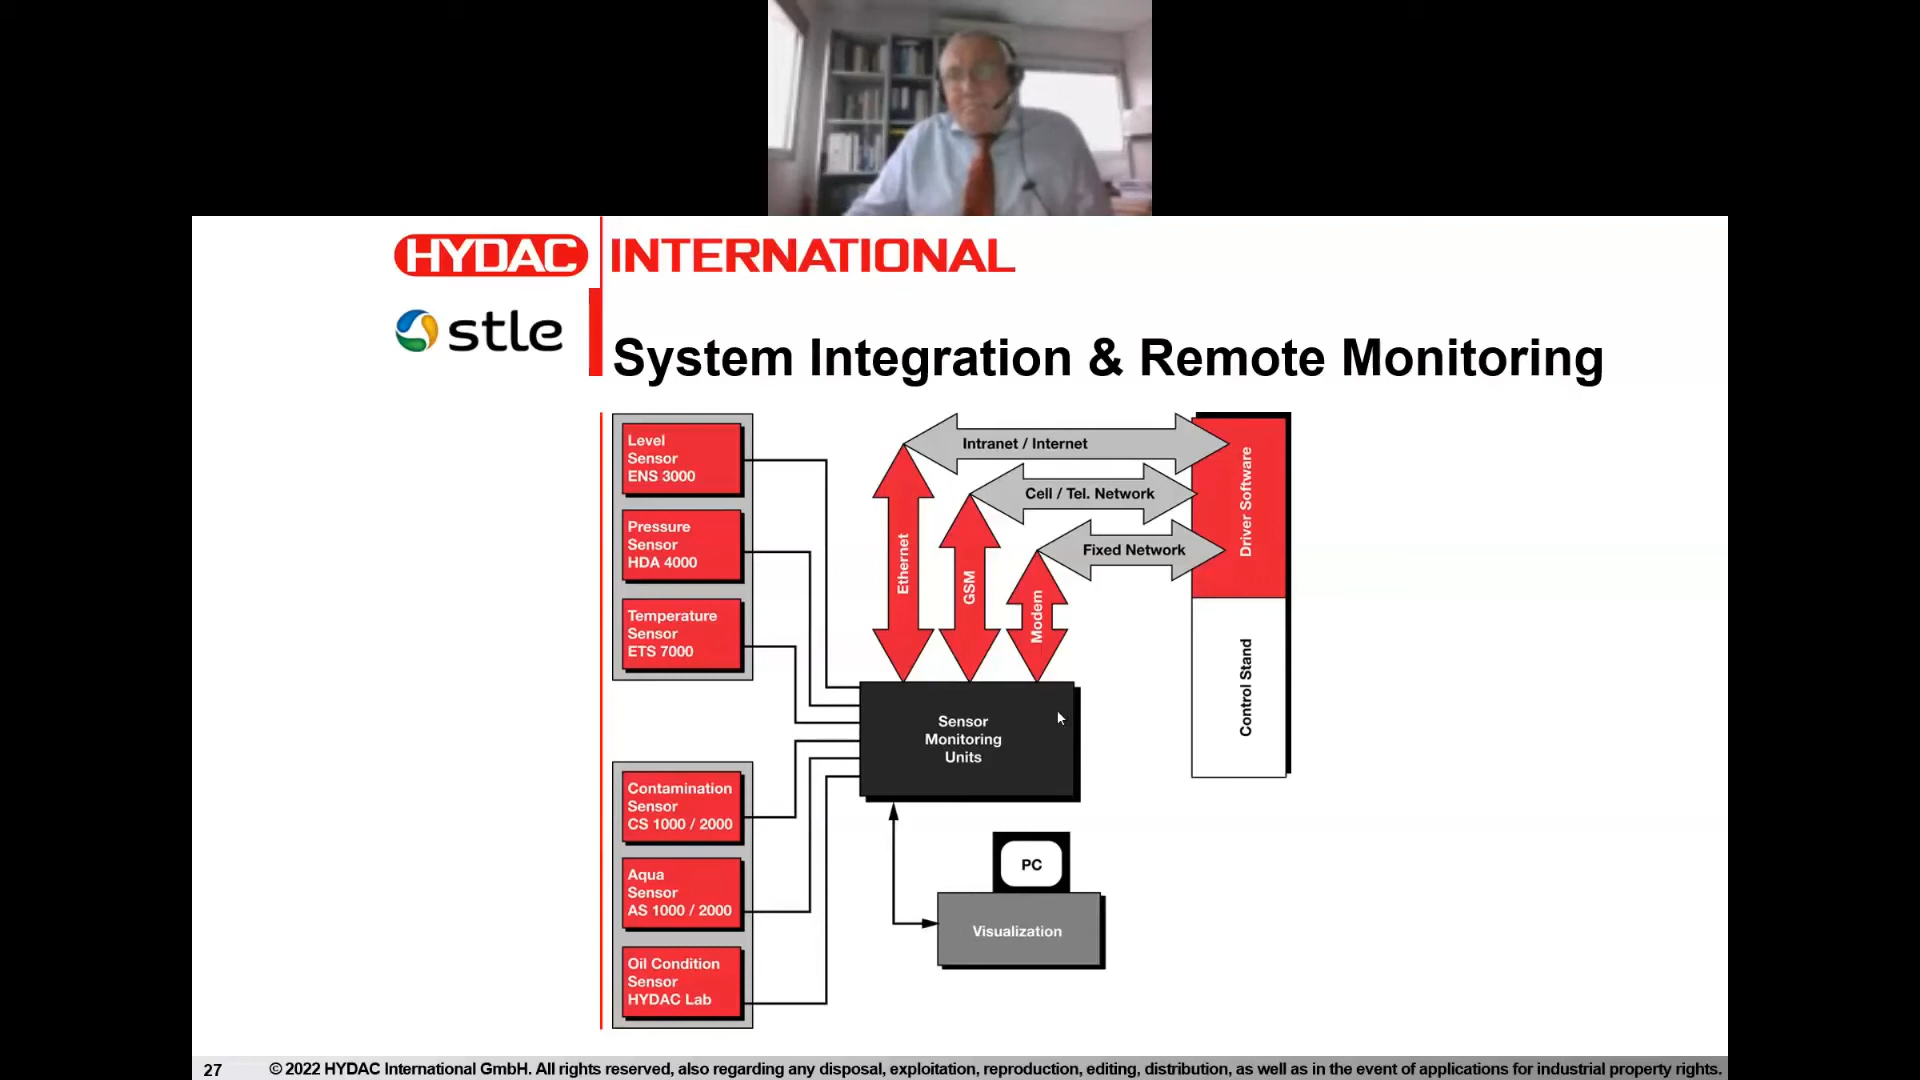 HYDAC INTERNATIONAL
stle
System Integration & Remote Monitoring
Level
Sensor
ENS 3000
Pressure
Sensor
HDA 4000
Temperature
Sensor
ETS 7000
Contamination
Sensor
CS 1000 / 2000
Aqua
Sensor
AS 1000 / 2000
Oil Condition
Sensor
HYDAC Lab
Intranet / Internet
Cell / Tel. Network
Fixed Network
Ethernet
GSM
Modem
Driver Software
Control Stand
Sensor
Monitoring
Units
PC
Visualization
27
© 2022 HYDAC International GmbH. All rights reserved, also regarding any disposal, exploitation, reproduction, editing, distribution, as well as in the event of applications for industrial property rights.